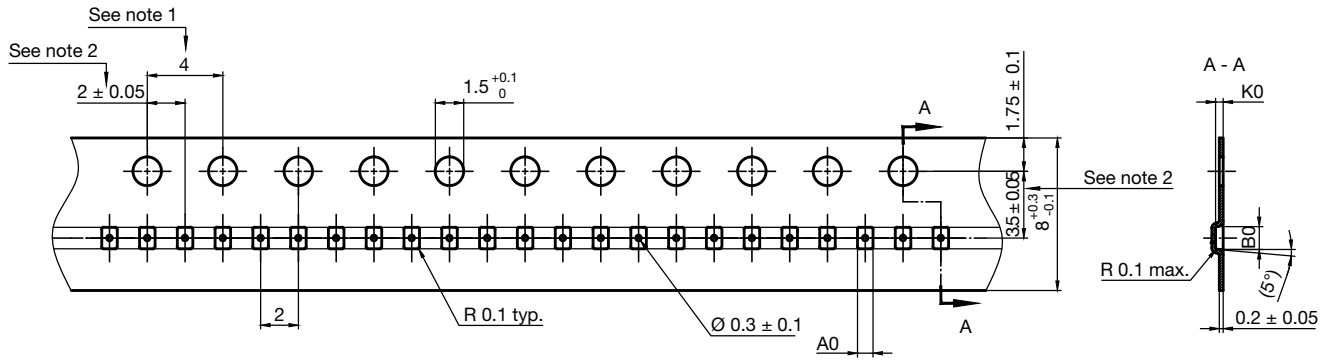 See note 1
See note 2
4
2 ± 0.05
1.5 +0.1 0
A
1.75 ± 0.1
A - A
K0
See note 2
3.5 ± 0.05
8 +0.3 -0.1
B0
R 0.1 max.
(5°)
2
R 0.1 typ.
Ø 0.3 ± 0.1
A0
A
0.2 ± 0.05